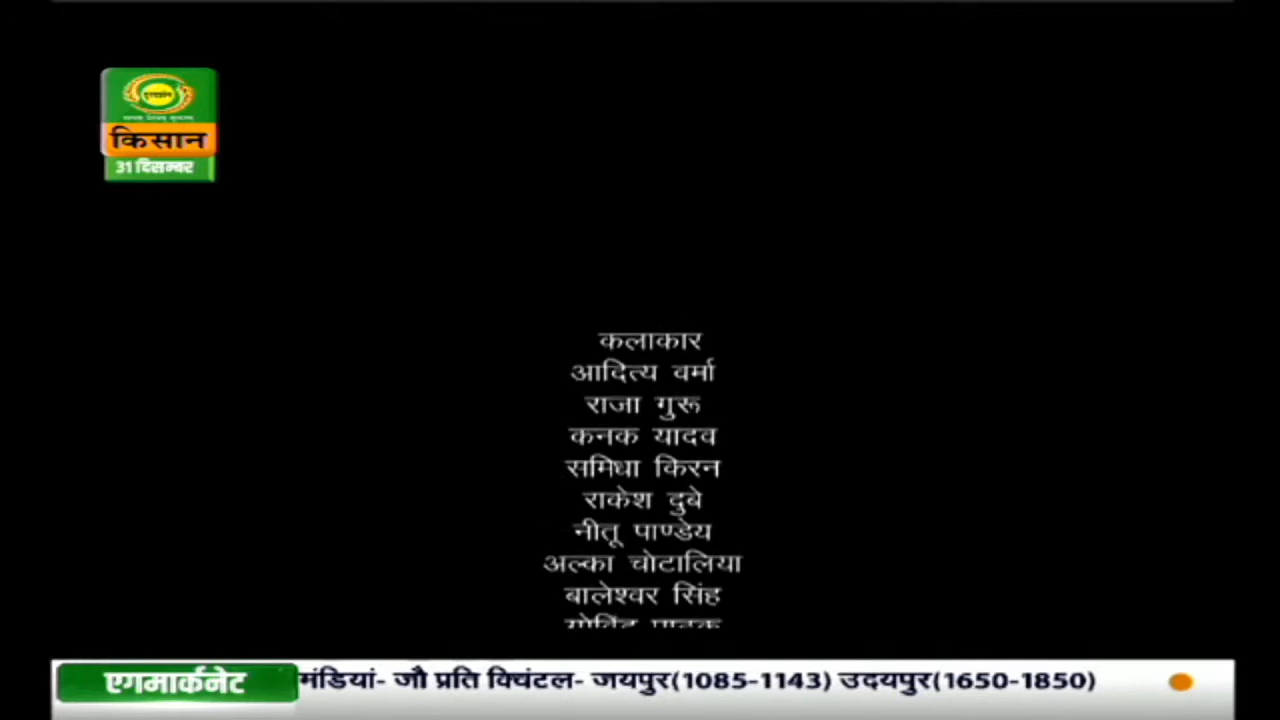 किसान
31 दिसम्बर
कलाकार
आदित्य वर्मा
राजा गुरू
कनक यादव
समिधा किरन
राकेश दुबे
नीतू पाण्डेय
अल्का चोटालिया
बालेश्वर सिंह
एगमार्कनेट मंडियां- जौ प्रति क्विंटल- जयपुर(1085-1143) उदयपुर(1650-1850)